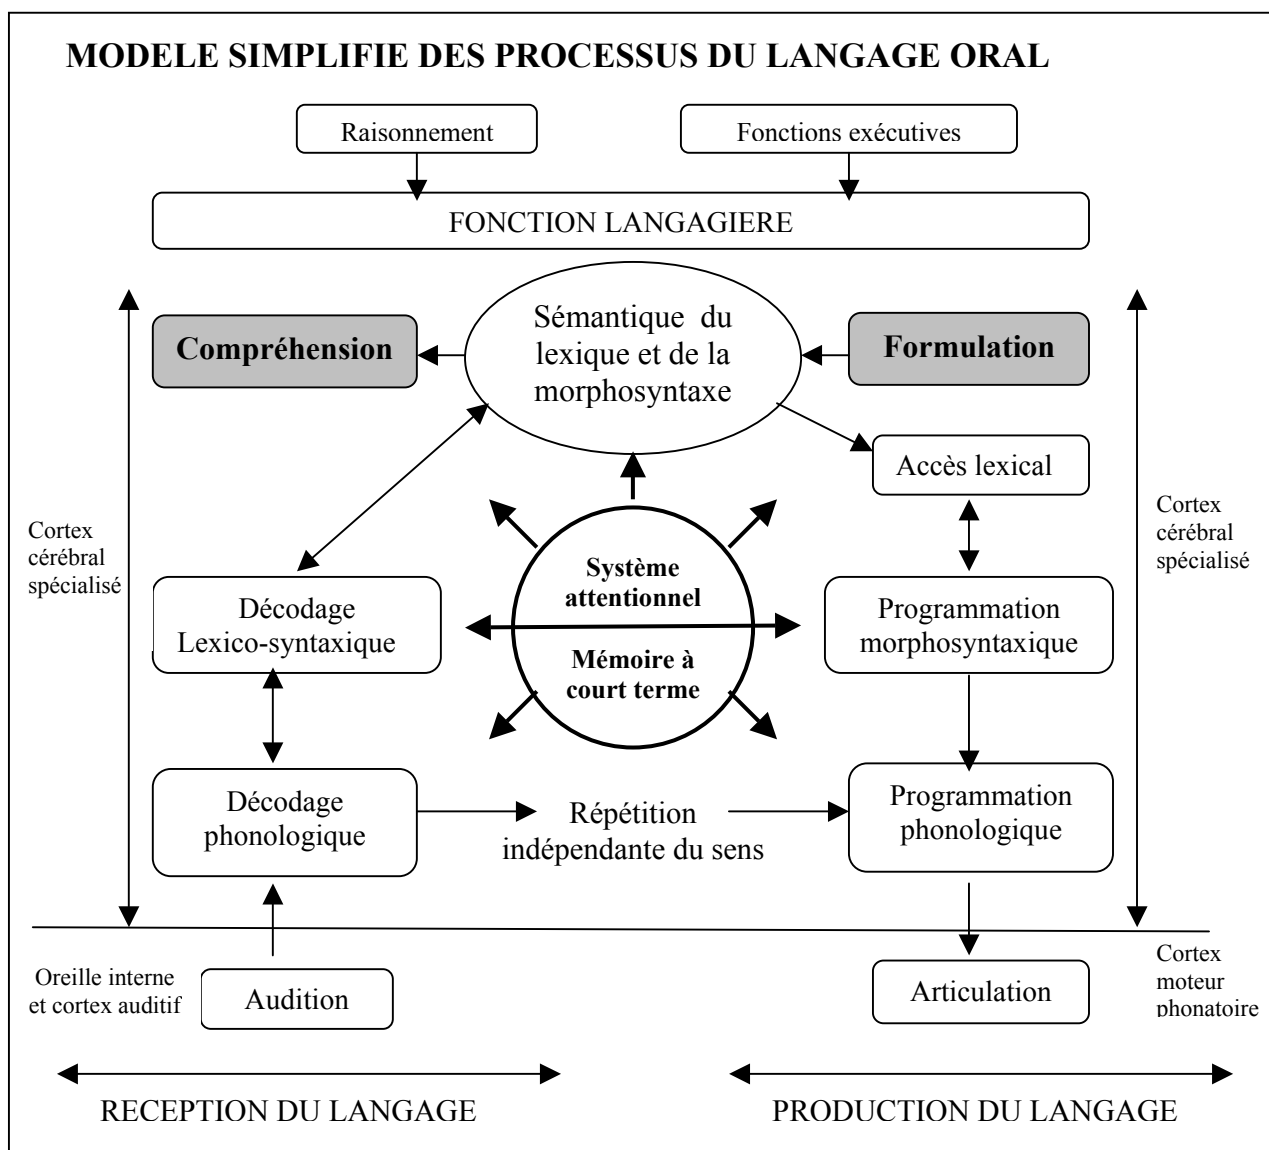 MODELE SIMPLIFIE DES PROCESSUS DU LANGAGE ORAL
Raisonnement
Fonctions exécutives
FONCTION LANGAGIERE
Compréhension
Sémantique du
lexique et de la
morphosyntaxe
Formulation
Accès lexical
Cortex
cérébral
spécialisé
Décodage
Lexico-syntaxique
Système
attentionnel
Mémoire à
court terme
Programmation
morphosyntaxique
Cortex
cérébral
spécialisé
Décodage
phonologique
Répétition
indépendante du sens
Programmation
phonologique
Oreille interne
et cortex auditif
Audition
Articulation
Cortex
moteur
phonatoire
RECEPTION DU LANGAGE
PRODUCTION DU LANGAGE